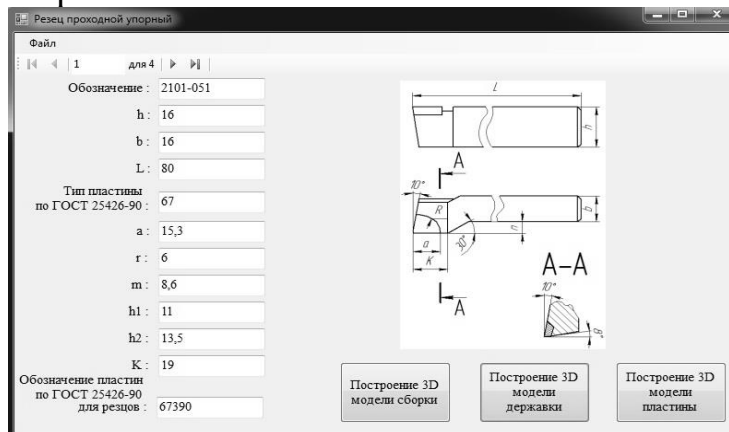 Резец проходной упорный
Файл
1 для 4
Обозначение : 2101-051
h : 16
b : 16
L : 80
Тип пластины
по ГОСТ 25426-90 : 67
a : 15,3
r : 6
m : 8,6
h1 : 11
h2 : 13,5
K : 19
Обозначение пластин
по ГОСТ 25426-90
для резцов : 67390
L
h
А
10°
R
b
n
30°
a
К
А
А-А
10°
8°
Построение 3D
модели сборки
Построение 3D
модели
державки
Построение 3D
модели
пластины